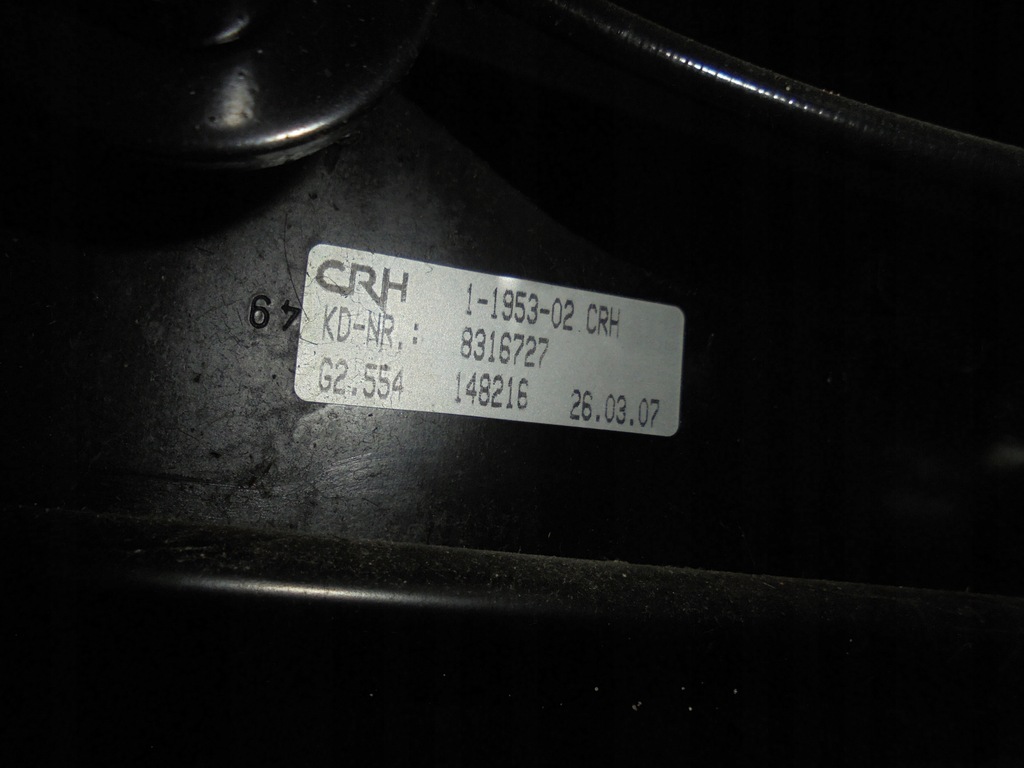 CRH 1-1953-02 CRH
KD-NR.: 8316727
G2.554 148216 26.03.07